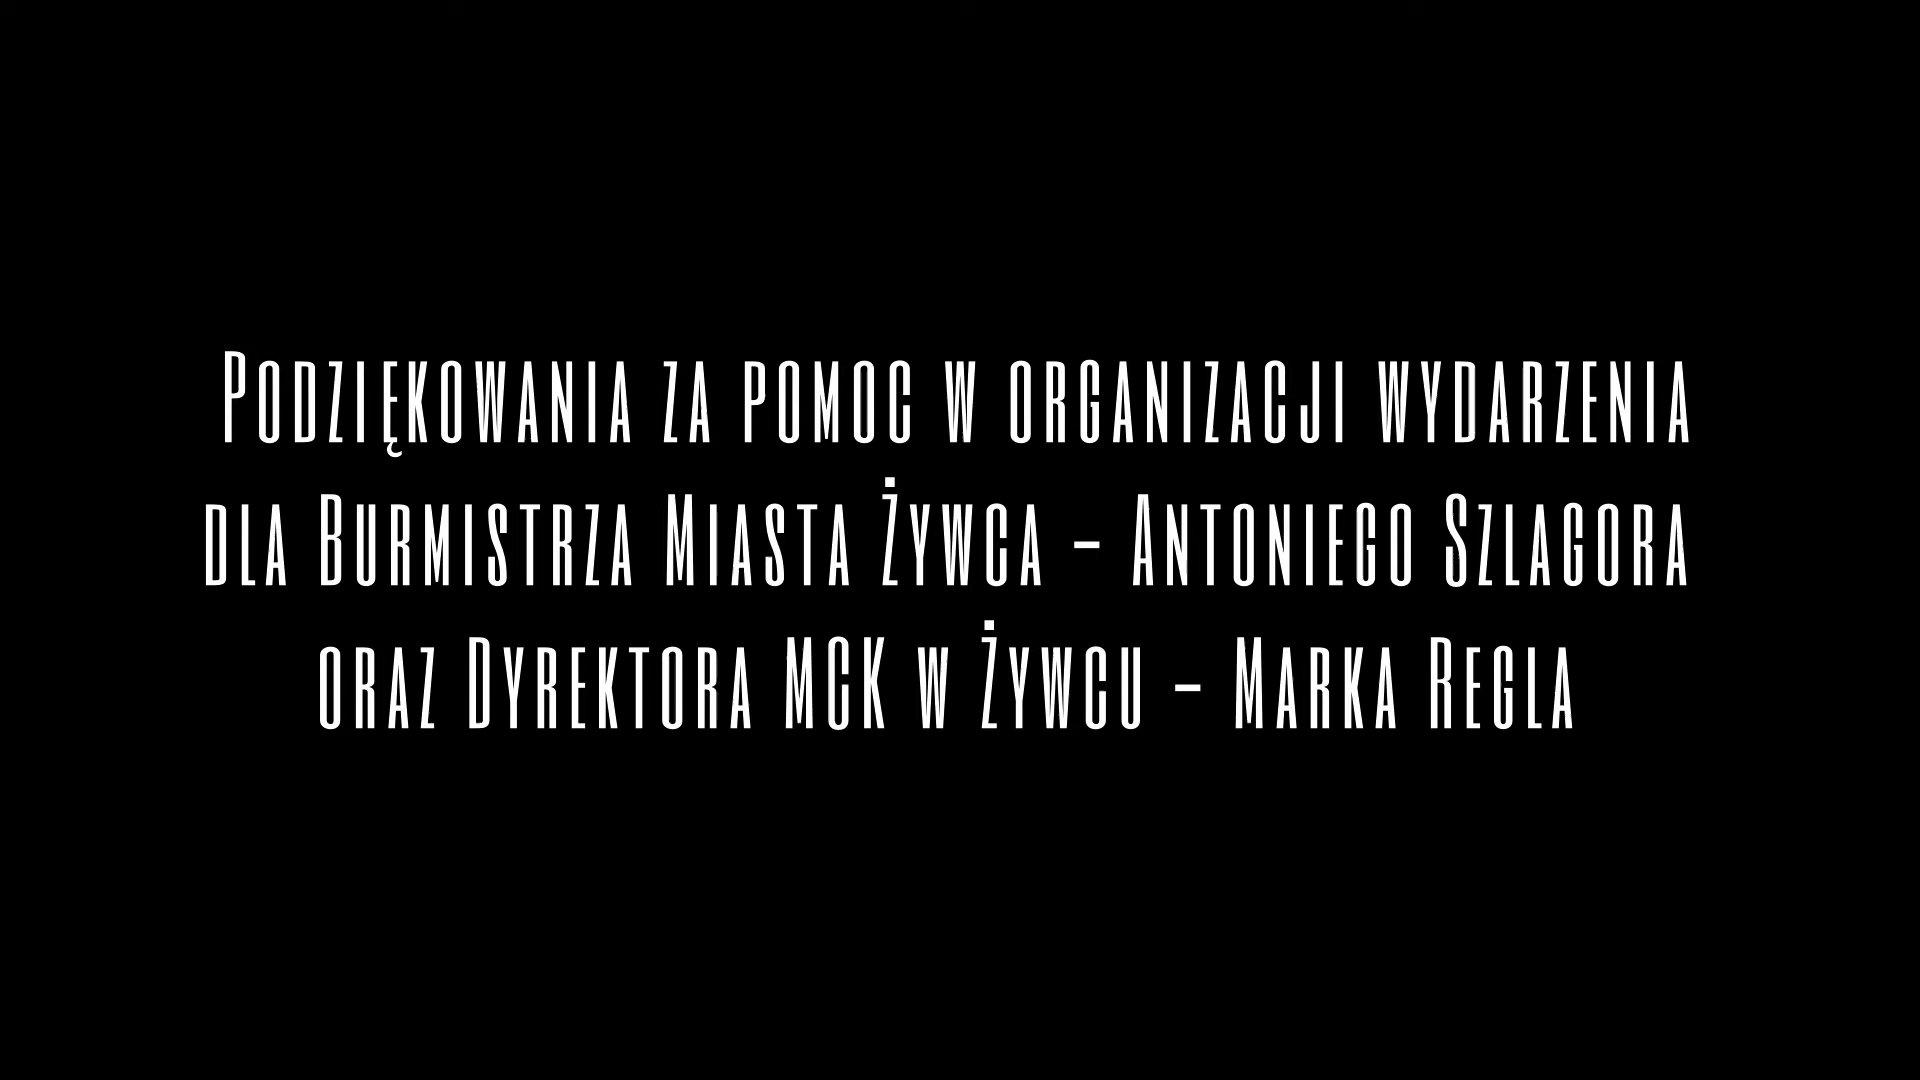 Podziękowania za pomoc w organizacji wydarzenia
dla Burmistrza Miasta Żywca - Antoniego Szlagora
oraz Dyrektora MCK w Żywcu - Marka Regla